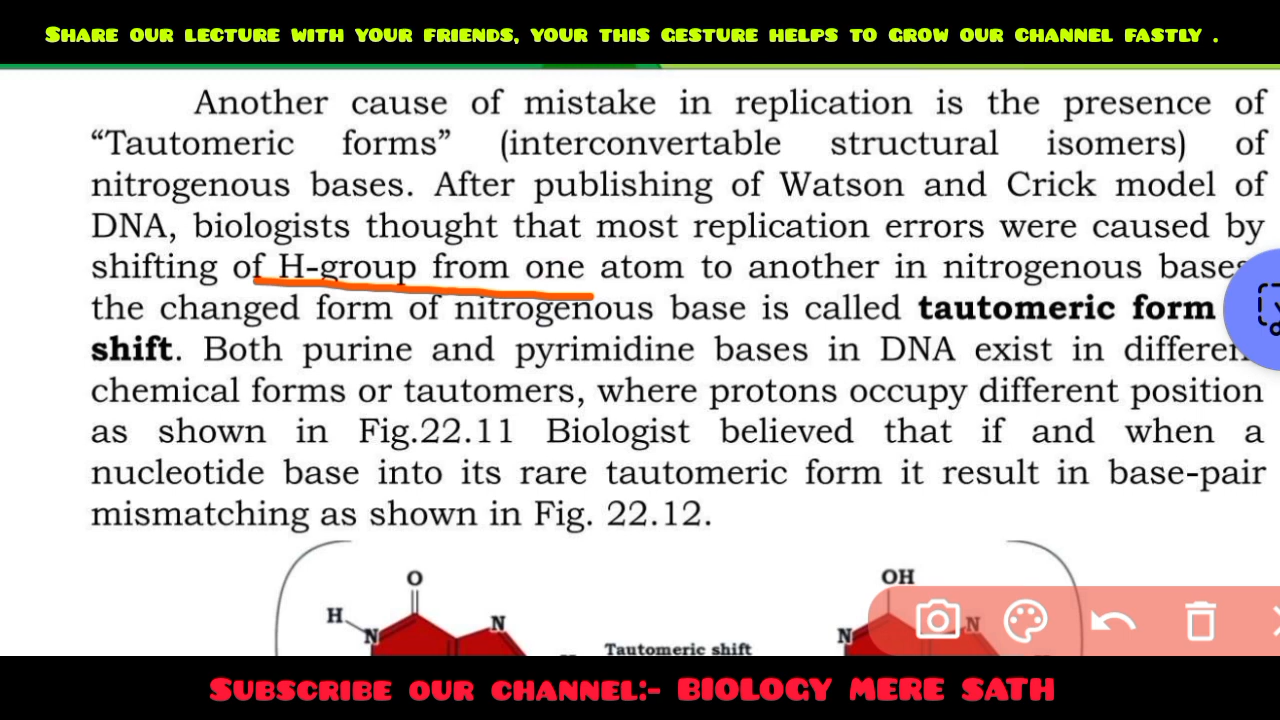 Share our lecture with your friends, your this gesture helps to grow our channel fastly .
Another cause of mistake in replication is the presence of
“Tautomeric forms” (interconvertable structural isomers) of
nitrogenous bases. After publishing of Watson and Crick model of
DNA, biologists thought that most replication errors were caused by
shifting of H-group from one atom to another in nitrogenous bases
the changed form of nitrogenous base is called tautomeric form
shift. Both purine and pyrimidine bases in DNA exist in different
chemical forms or tautomers, where protons occupy different position
as shown in Fig.22.11 Biologist believed that if and when a
nucleotide base into its rare tautomeric form it result in base-pair
mismatching as shown in Fig. 22.12.
O OH
H N N N N
Tautomeric shift
Subscribe our channel:- BIOLOGY MERE SATH